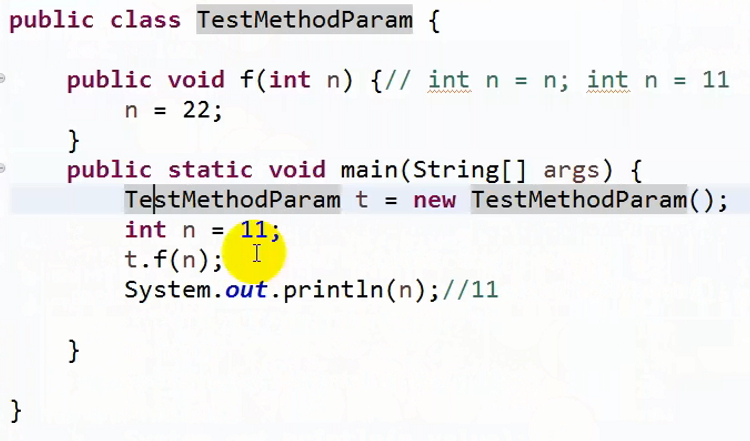 public class TestMethodParam {
public void f(int n) {// int n = n; int n = 11
n = 22;
}
public static void main(String[] args) {
TestMethodParam t = new TestMethodParam();
int n = 11;
t.f(n);
System.out.println(n);//11
}
}